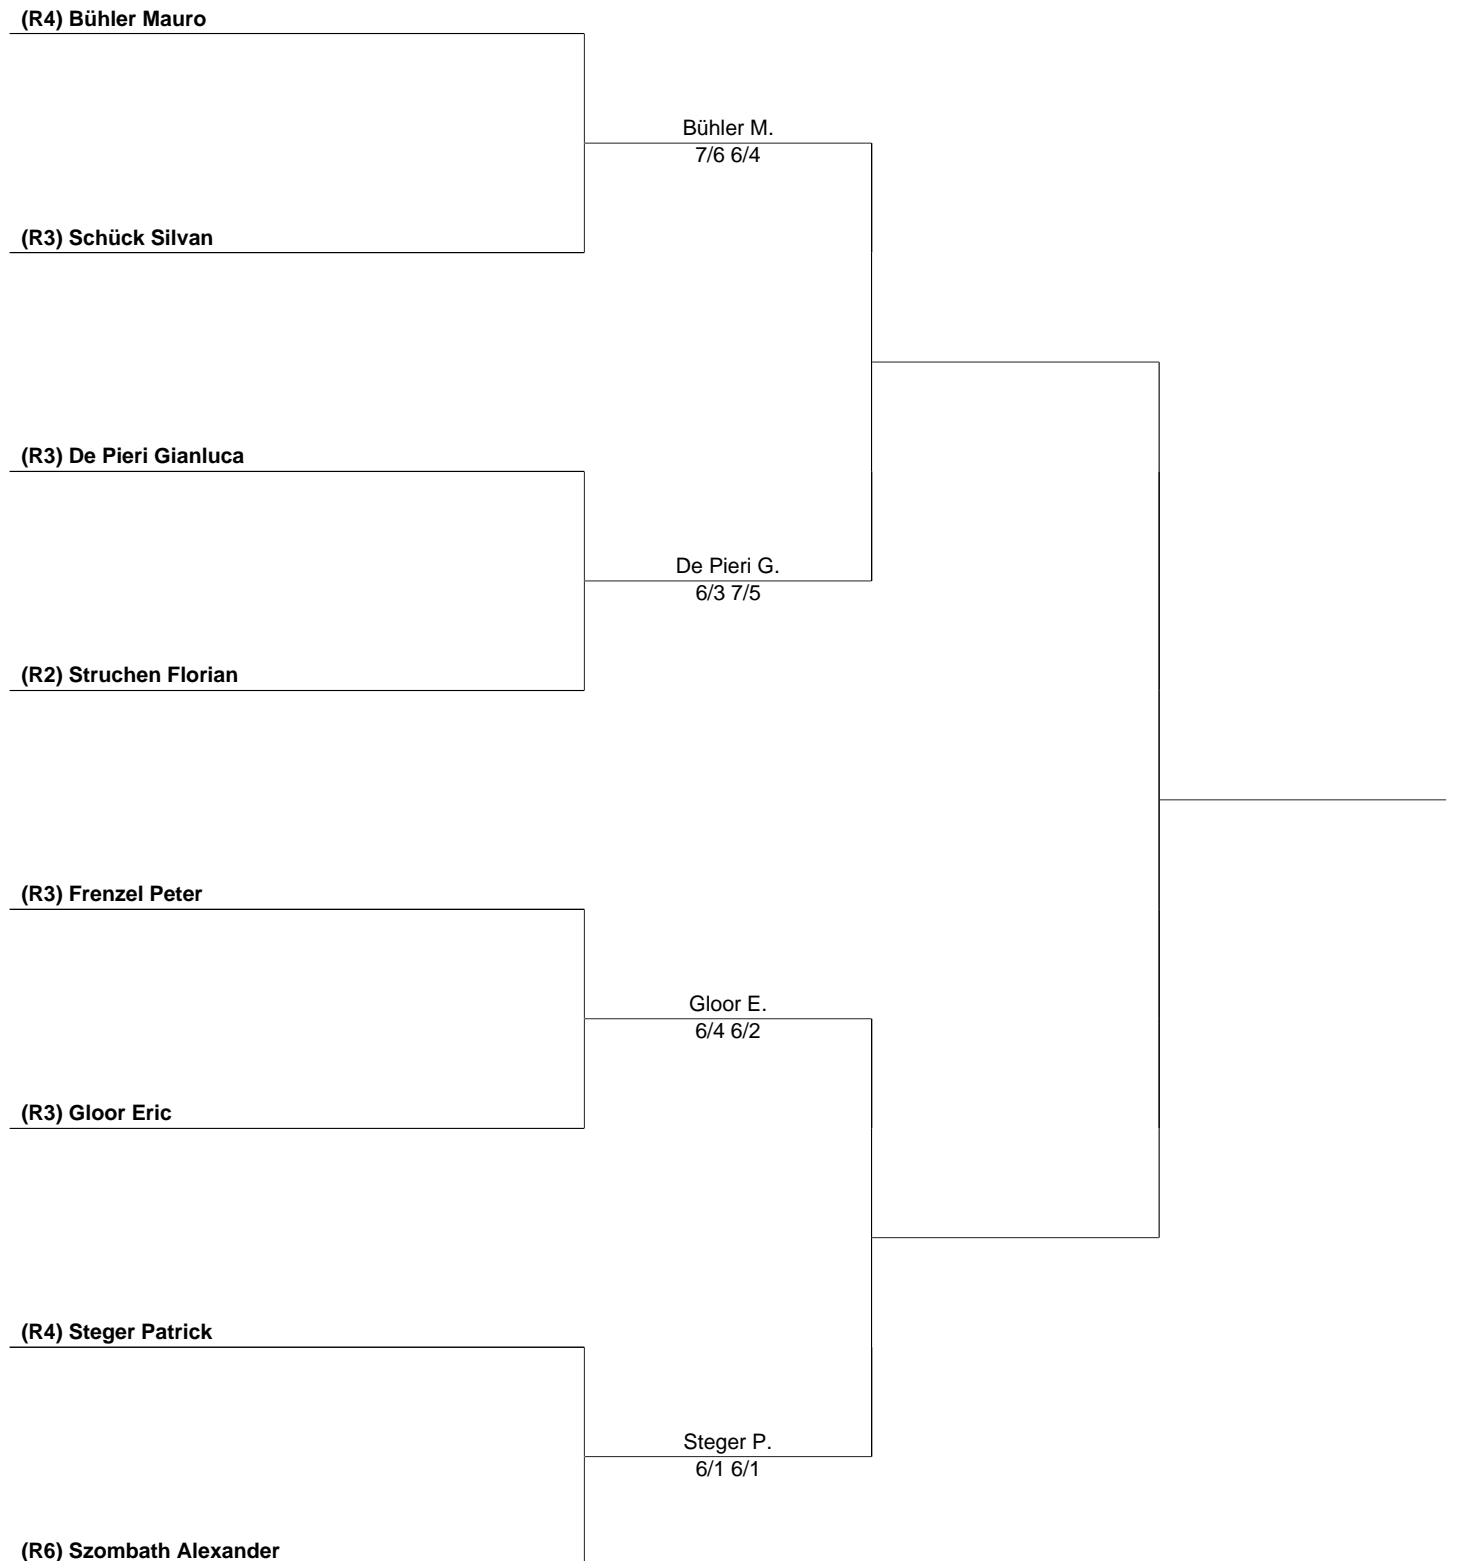 (R4) Bühler Mauro
Bühler M.
7/6 6/4
(R3) Schück Silvan
(R3) De Pieri Gianluca
De Pieri G.
6/3 7/5
(R2) Struchen Florian
(R3) Frenzel Peter
Gloor E.
6/4 6/2
(R3) Gloor Eric
(R4) Steger Patrick
Steger P.
6/1 6/1
(R6) Szombath Alexander